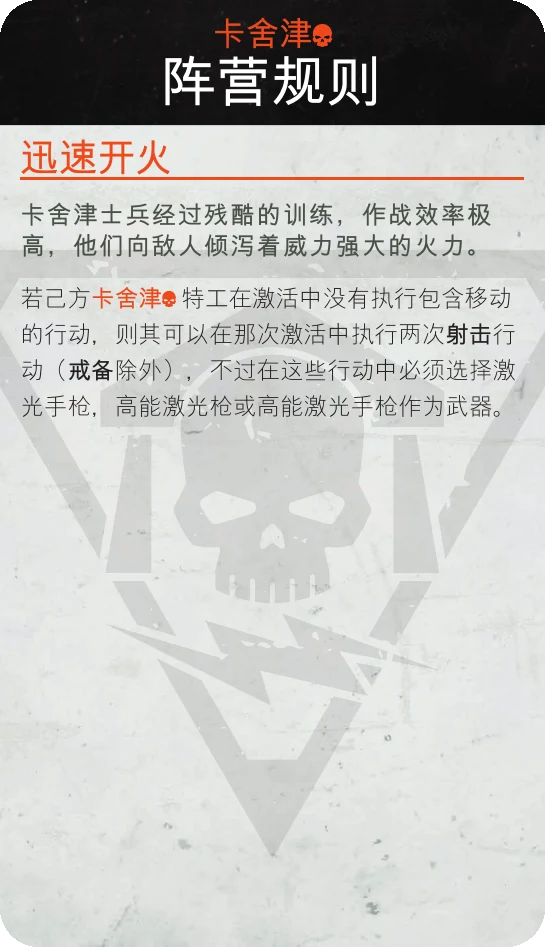 卡舍津
阵营规则
迅速开火
卡舍津士兵经过残酷的训练，作战效率极
高，他们向敌人倾泻着威力强大的火力。
若己方卡舍津特工在激活中没有执行包含移动
的行动，则其可以在那次激活中执行两次射击行
动（戒备除外），不过在这些行动中必须选择激
光手枪，高能激光枪或高能激光手枪作为武器。